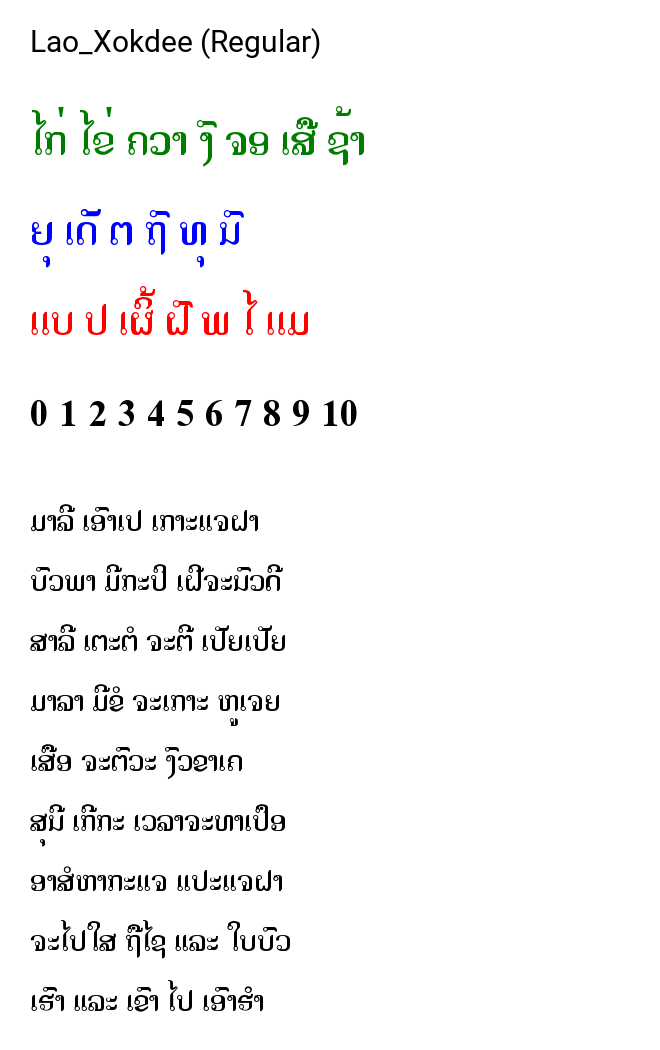 Lao_Xokdee (Regular)
ໄກ່ ໄຂ່ ຄວາ ງົ ຈອ ເສື ຊ້າ
ຍຸ ເດັ ຕ ຖົ ທຸ ມົ
ແບ ປ ເຜິ້ ຝົ ພ ໄ ແມ
0 1 2 3 4 5 6 7 8 9 10
ມາລີ ເອົາເປ ເກາະແຈຝາ
ບົວພາ ມີກະປິ ເຝີຈະມົວດີ
ສາລີ ເຕະຕໍ ຈະຕີ ເປັຍເປັຍ
ມາລາ ມີຂໍ ຈະເກາະ ຫູເຈຍ
ເສືອ ຈະຕົວະ ງົວຂາເຄ
ສຸມີ ເກີກະ ເວລາຈະທາເປືອ
ອາສໍຫາກະແຈ ແປະແຈຝາ
ຈະໄປໃສ ຖືໄຊ ແລະ ໃບບົວ
ເຮົາ ແລະ ເຂົາ ໄປ ເອົາຮໍາ